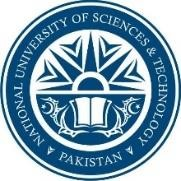 NATIONAL UNIVERSITY OF SCIENCES & TECHNOLOGY
PAKISTAN